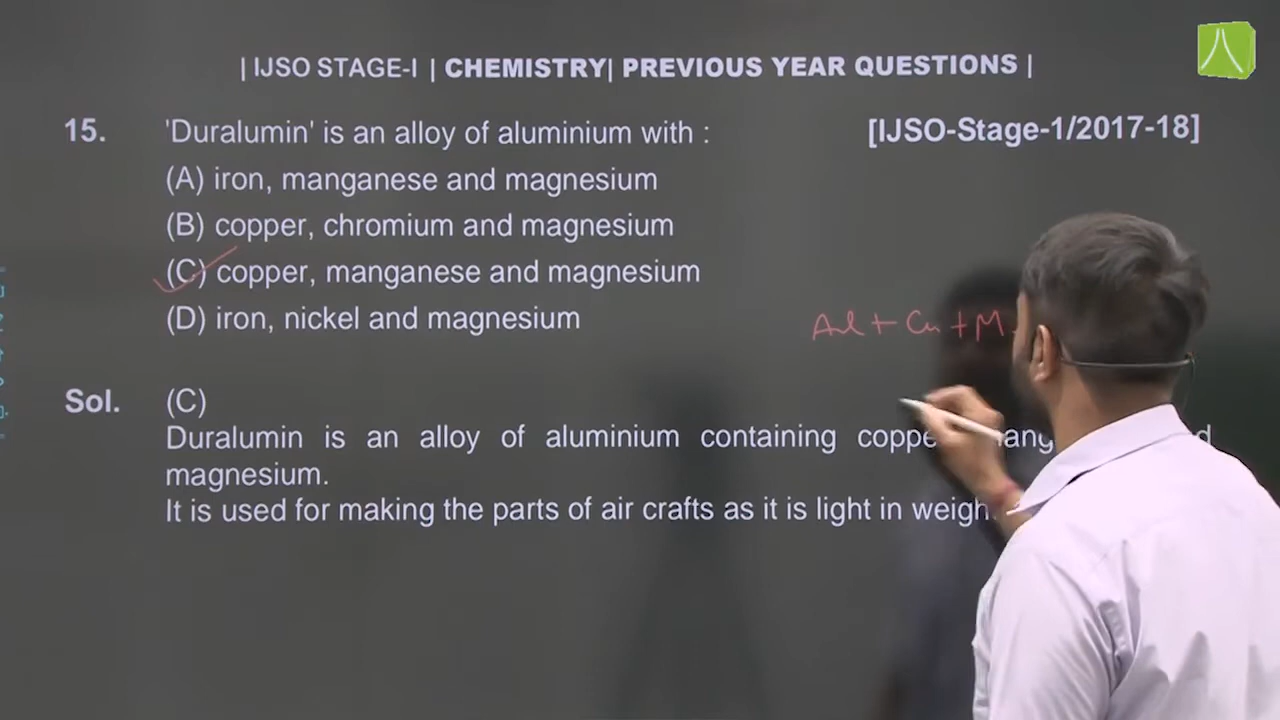 | IJSO STAGE-I | CHEMISTRY| PREVIOUS YEAR QUESTIONS |
15. 'Duralumin' is an alloy of aluminium with : [IJSO-Stage-1/2017-18]
(A) iron, manganese and magnesium
(B) copper, chromium and magnesium
(C) copper, manganese and magnesium
(D) iron, nickel and magnesium
Al + Cu + M
Sol. (C)
Duralumin is an alloy of aluminium containing
magnesium.
It is used for making the parts of air crafts as it is light in